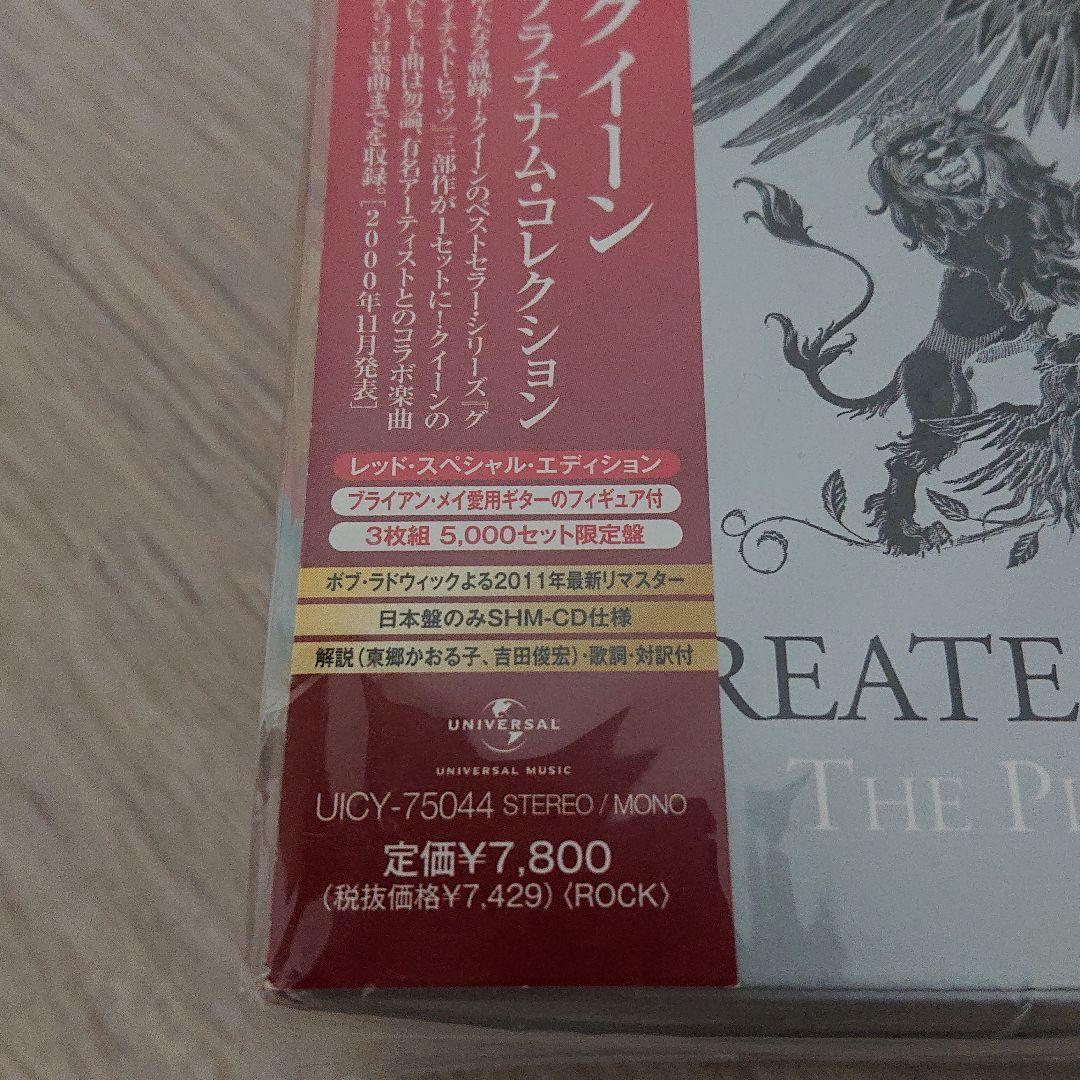 クイーン
プラチナム・コレクション
大なる軌跡!クイーンのベストセラー・シリーズ『グ
レイテスト・ヒッツ』三部作が1セットに!クイーンの
ヒット曲は勿論、有名アーティストとのコラボ楽曲
からソロ楽曲までを収録。[2000年11月発表]
レッド・スペシャル・エディション
ブライアン・メイ愛用ギターのフィギュア付
3枚組 5,000セット限定盤
ボブ・ラドウィックよる2011年最新リマスター
日本盤のみSHM-CD仕様
解説(東郷かおる子、吉田俊宏)・歌詞・対訳付
UNIVERSAL
UNIVERSAL MUSIC
UICY-75044 STEREO / MONO
定価¥7,800
(税抜価格¥7,429)〈ROCK〉
REATE
THE P